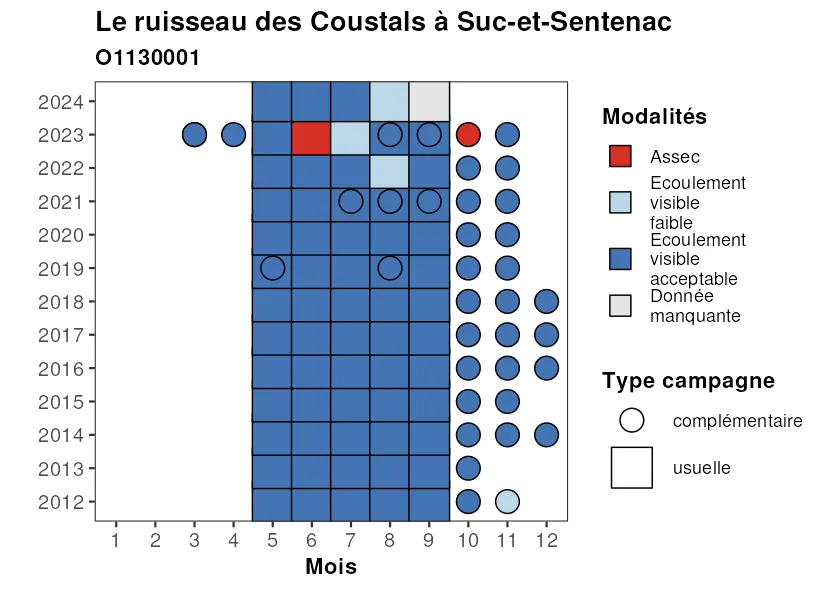 Le ruisseau des Coustals à Suc-et-Sentenac
O1130001
2024
2023
2022
2021
2020
2019
2018
2017
2016
2015
2014
2013
2012
1 2 3 4 5 6 7 8 9 10 11 12
Mois
Modalités
Assec
Ecoulement
visible
faible
Ecoulement
visible
acceptable
Donnée
manquante
Type campagne
complémentaire
usuelle